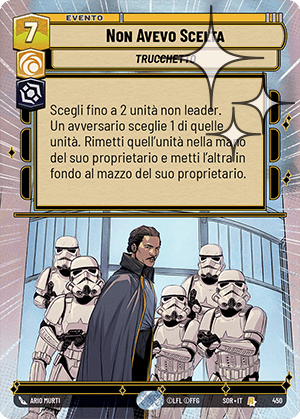 EVENTO
7
NON AVEVO SCELTA
TRUCCHETTO
Scegli fino a 2 unità non leader.
Un avversario sceglie 1 di quelle
unità. Rimetti quell'unità nella mano
del suo proprietario e metti l'altra in
fondo al mazzo del suo proprietario.
ARIO MURTI
©LFL ©FFG
SOR • IT
450